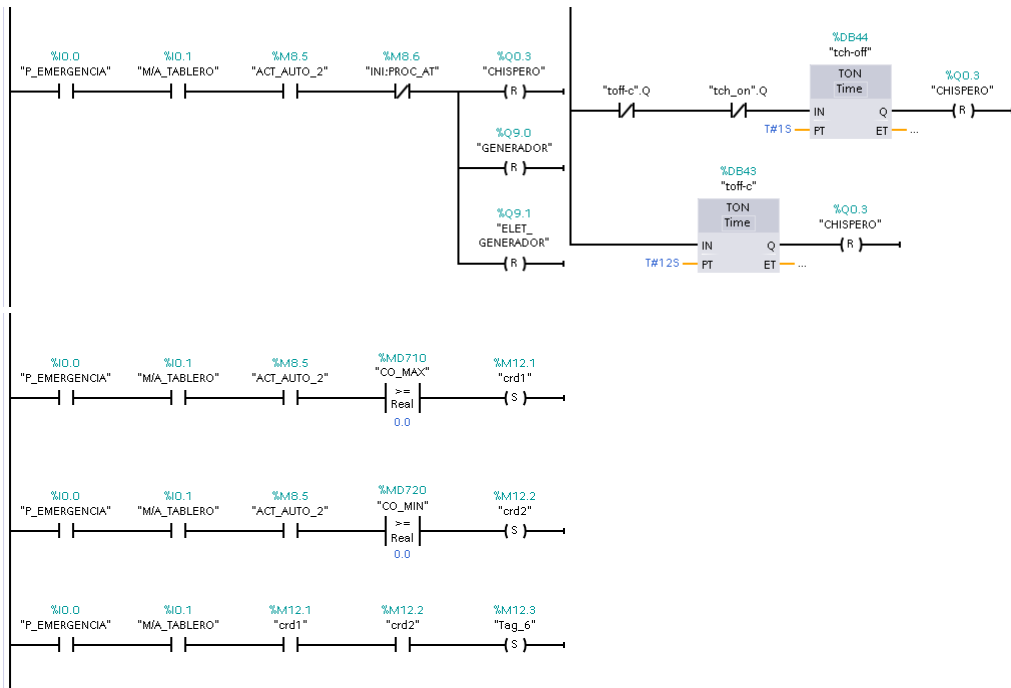 %I0.0 %I0.1 %M8.5 %M8.6 %Q0.3
"P_EMERGENCIA" "M/A_TABLERO" "ACT_AUTO_2" "INI:PROC_AT" "CHISPERO"
( R )
%Q9.0
"GENERADOR"
( R )
%Q9.1
"ELET_
GENERADOR"
( R )
%DB44
"tch-off"
TON
Time
"toff-c".Q "tch_on".Q
IN Q
T#1S PT ET ...
%Q0.3
"CHISPERO"
( R )
%DB43
"toff-c"
TON
Time
IN Q
T#12S PT ET ...
%Q0.3
"CHISPERO"
( R )
%I0.0 %I0.1 %M8.5 %MD710 %M12.1
"P_EMERGENCIA" "M/A_TABLERO" "ACT_AUTO_2" "CO_MAX" "crd1"
>=
Real
0.0
( S )
%I0.0 %I0.1 %M8.5 %MD720 %M12.2
"P_EMERGENCIA" "M/A_TABLERO" "ACT_AUTO_2" "CO_MIN" "crd2"
>=
Real
0.0
( S )
%I0.0 %I0.1 %M12.1 %M12.2 %M12.3
"P_EMERGENCIA" "M/A_TABLERO" "crd1" "crd2" "Tag_6"
( S )